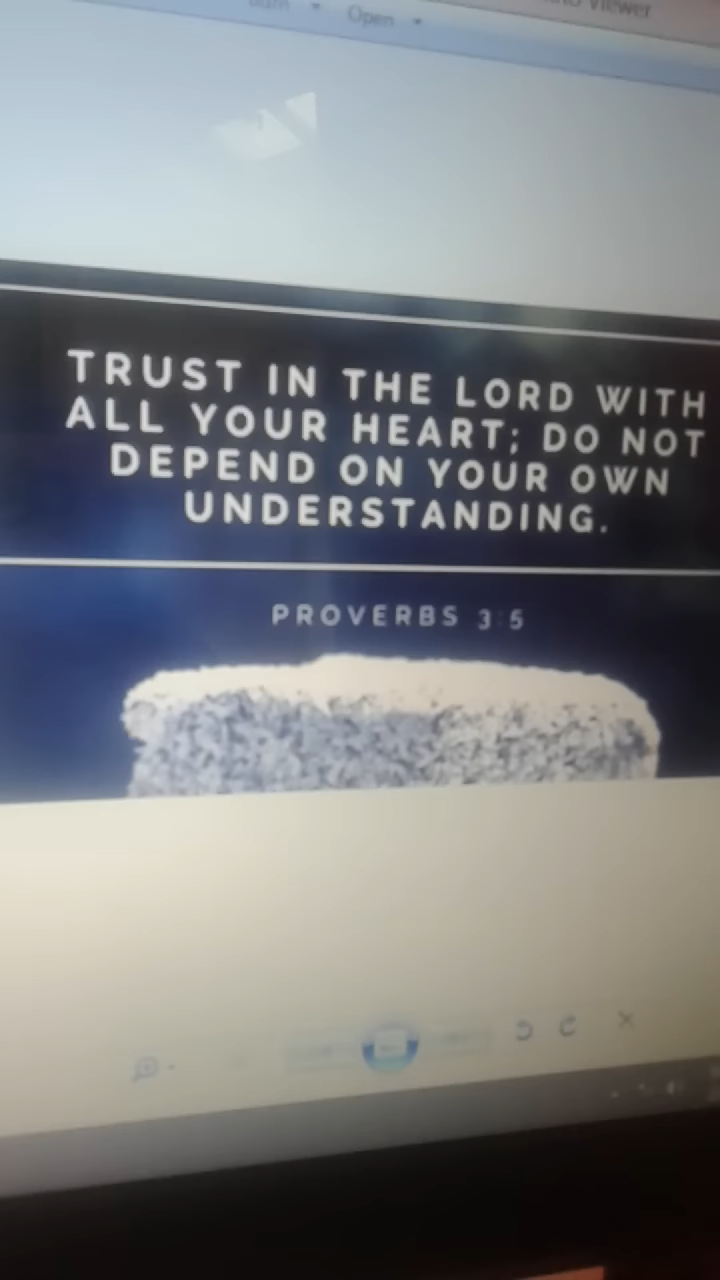 Open
Viewer
TRUST IN THE LORD WITH
ALL YOUR HEART; DO NOT
DEPEND ON YOUR OWN
UNDERSTANDING.
PROVERBS 3:5